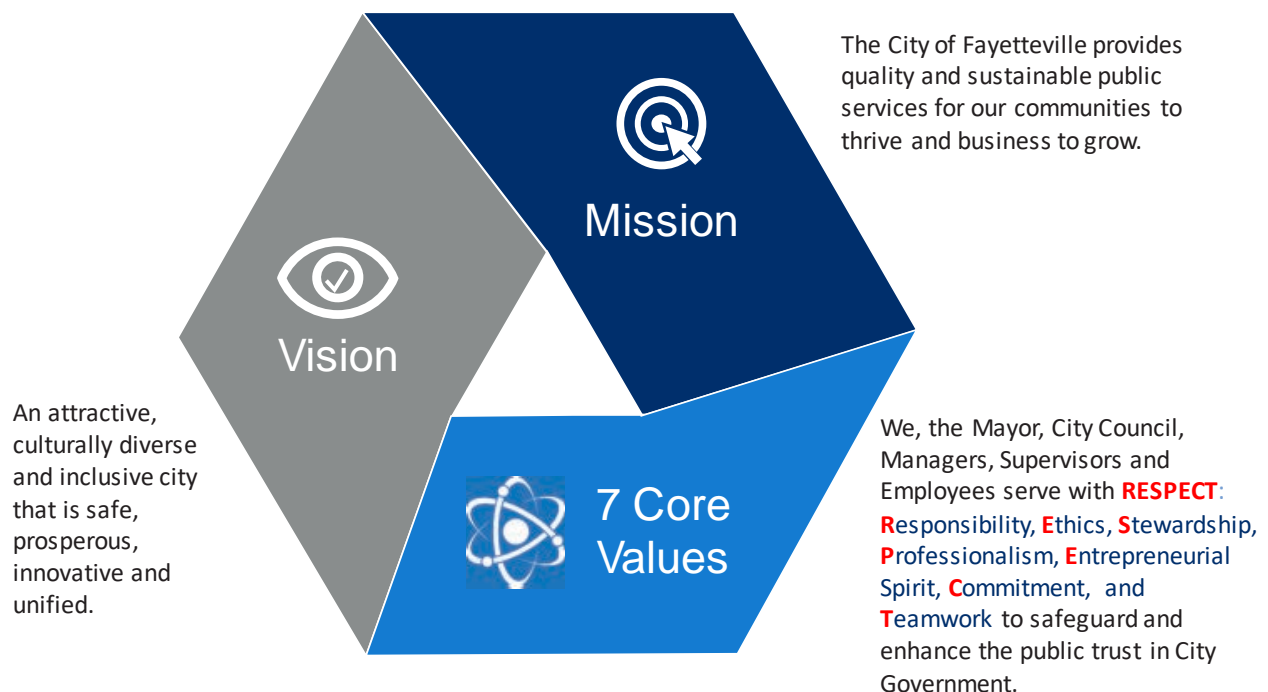 The City of Fayetteville provides
quality and sustainable public
services for our communities to
thrive and business to grow.
Mission
Vision
An attractive,
culturally diverse
and inclusive city
that is safe,
prosperous,
innovative and
unified.
7 Core
Values
We, the Mayor, City Council,
Managers, Supervisors and
Employees serve with RESPECT:
Responsibility, Ethics, Stewardship,
Professionalism, Entrepreneurial
Spirit, Commitment, and
Teamwork to safeguard and
enhance the public trust in City
Government.